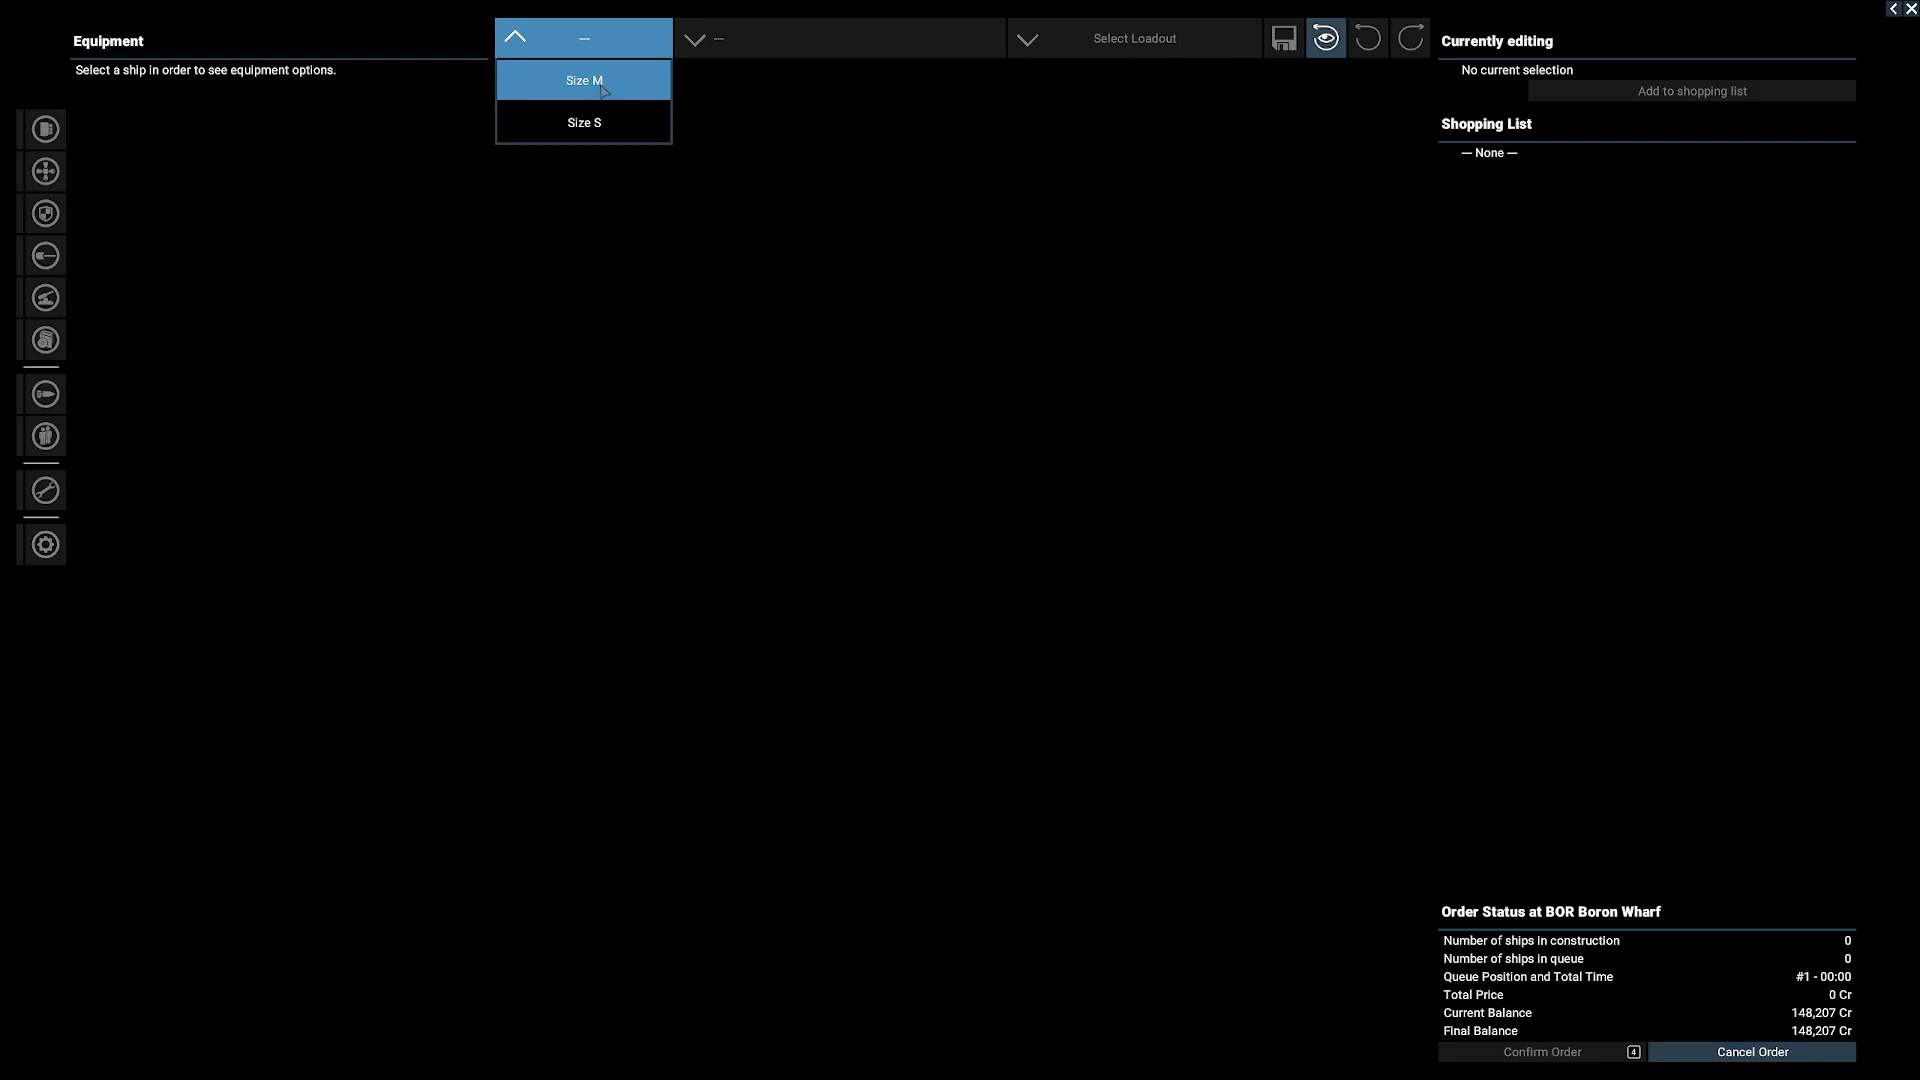 Equipment
Select a ship in order to see equipment options.
—
Size M
Size S
—
Select Loadout
Currently editing
No current selection
Add to shopping list
Shopping List
— None —
Order Status at BOR Boron Wharf
Number of ships in construction 0
Number of ships in queue 0
Queue Position and Total Time #1 - 00:00
Total Price 0 Cr
Current Balance 148,207 Cr
Final Balance 148,207 Cr
Confirm Order 4
Cancel Order